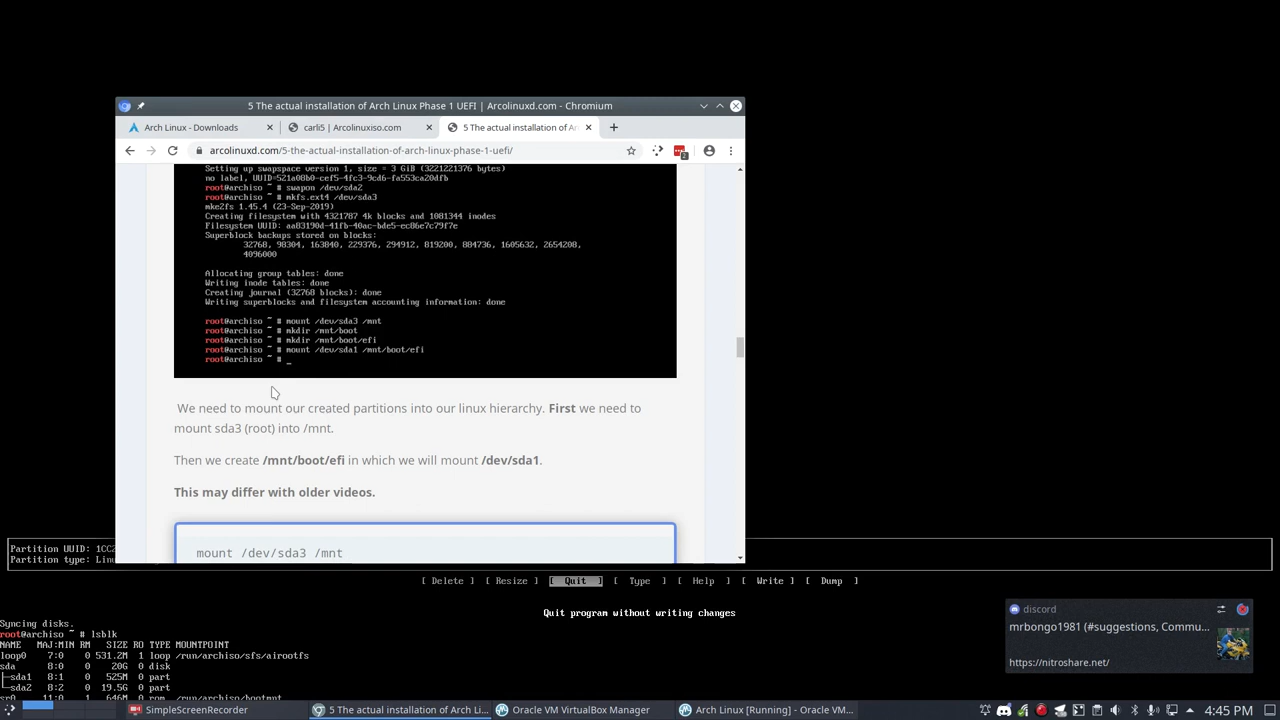 5 The actual installation of Arch Linux Phase 1 UEFI | Arcolinuxd.com - Chromium
Arch Linux - Downloads
carli5 | Arcolinuxiso.com
5 The actual installation of Ar
arcolinuxd.com/5-the-actual-installation-of-arch-linux-phase-1-uefi/
2
Setting up swapspace version 1, size = 3 GiB (3221221376 bytes)
no label, UUID=521a08b0-cef5-4fc3-9cd6-fa553ca20dfb
root@archiso ~ # swapon /dev/sda2
root@archiso ~ # mkfs.ext4 /dev/sda3
mke2fs 1.45.4 (23-Sep-2019)
Creating filesystem with 4321787 4k blocks and 1081344 inodes
Filesystem UUID: aa83190d-41fb-40ac-bde5-ec86e7c79f7e
Superblock backups stored on blocks:
32768, 98304, 163840, 229376, 294912, 819200, 884736, 1605632, 2654208,
4096000
Allocating group tables: done
Writing inode tables: done
Creating journal (32768 blocks): done
Writing superblocks and filesystem accounting information: done
root@archiso ~ # mount /dev/sda3 /mnt
root@archiso ~ # mkdir /mnt/boot
root@archiso ~ # mkdir /mnt/boot/efi
root@archiso ~ # mount /dev/sda1 /mnt/boot/efi
root@archiso ~ # _
We need to mount our created partitions into our linux hierarchy. First we need to
mount sda3 (root) into /mnt.
Then we create /mnt/boot/efi in which we will mount /dev/sda1.
This may differ with older videos.
mount /dev/sda3 /mnt
Partition UUID: 1CC2
Partition type: Linu
[ Delete ] [ Resize ] [ Quit ] [ Type ] [ Help ] [ Write ] [ Dump ]
Quit program without writing changes
Syncing disks.
root@archiso ~ # lsblk
NAME MAJ:MIN RM SIZE RO TYPE MOUNTPOINT
loop0 7:0 0 531.2M 1 loop /run/archiso/sfs/airootfs
sda 8:0 0 20G 0 disk
├─sda1 8:1 0 525M 0 part
└─sda2 8:2 0 19.5G 0 part
sr0 11:0 1 646M 0 rom /run/archiso/bootmnt
discord
mrbongo1981 (#suggestions, Commu...
https://nitroshare.net/
SimpleScreenRecorder
5 The actual installation of Arch Li...
Oracle VM VirtualBox Manager
Arch Linux [Running] - Oracle VM...
4:45 PM